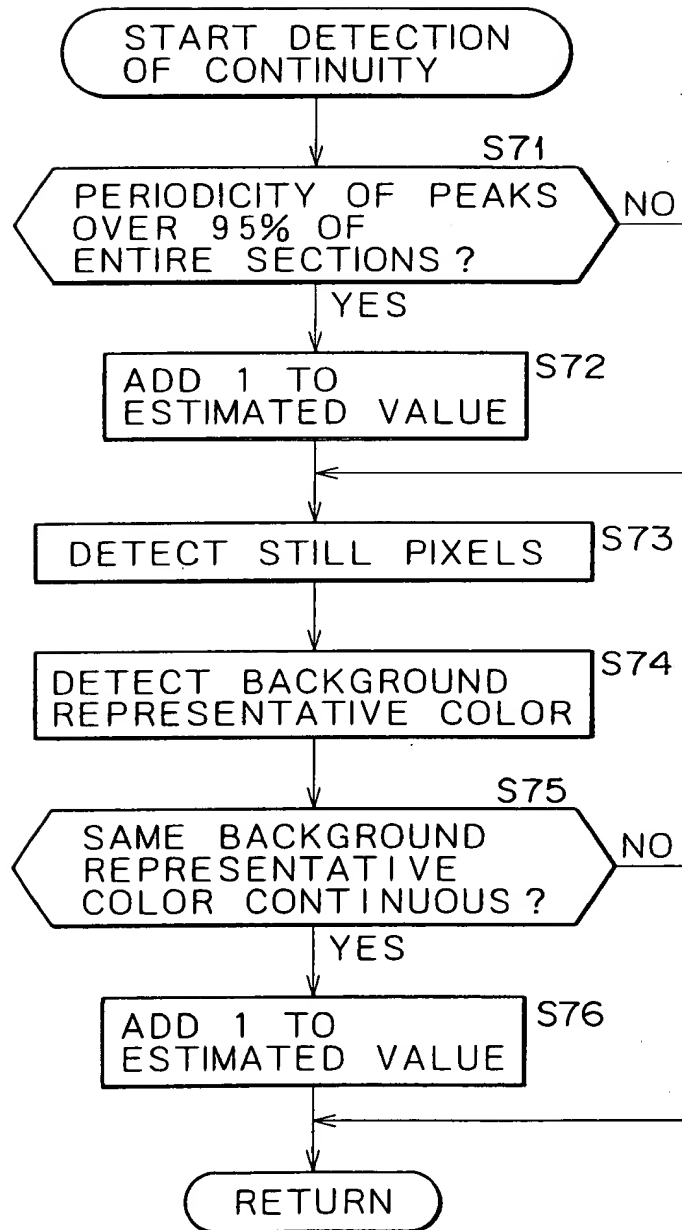 START DETECTION
OF CONTINUITY
S71
PERIODICITY OF PEAKS
OVER 95% OF
ENTIRE SECTIONS?
NO
YES
S72
ADD 1 TO
ESTIMATED VALUE
DETECT STILL PIXELS
S73
S74
DETECT BACKGROUND
REPRESENTATIVE COLOR
S75
SAME BACKGROUND
REPRESENTATIVE
COLOR CONTINUOUS?
NO
YES
S76
ADD 1 TO
ESTIMATED VALUE
RETURN